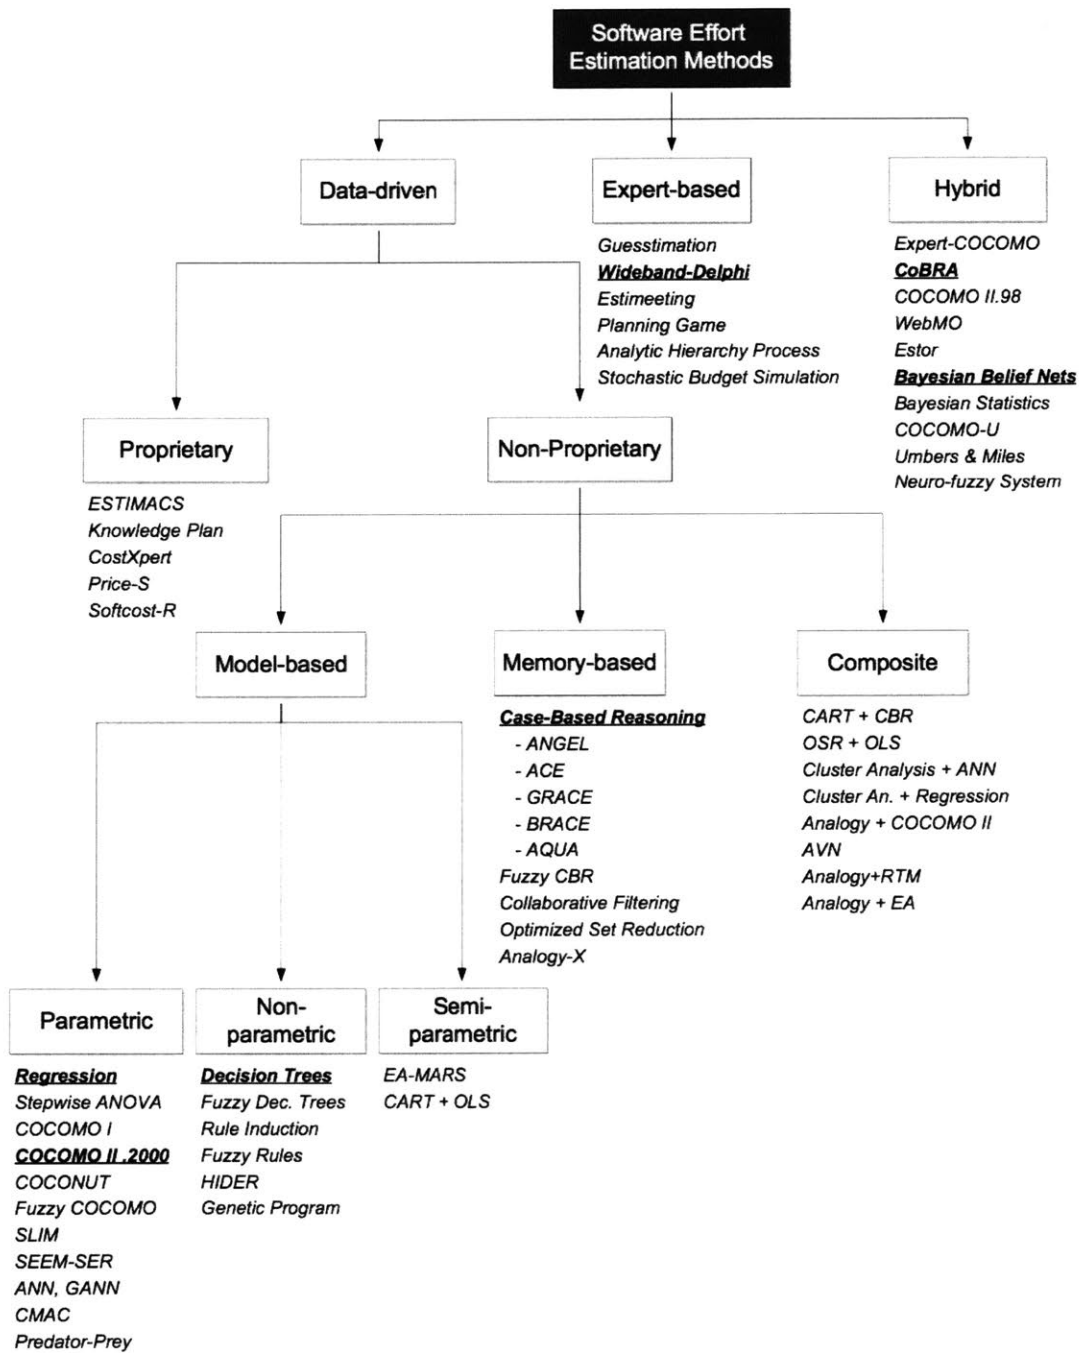 Software Effort
Estimation Methods
Data-driven
Expert-based
Hybrid
Guesstimation
Wideband-Delphi
Estimeeting
Planning Game
Analytic Hierarchy Process
Stochastic Budget Simulation
Expert-COCOMO
CoBRA
COCOMO II.98
WebMO
Estor
Bayesian Belief Nets
Bayesian Statistics
COCOMO-U
Umbers & Miles
Neuro-fuzzy System
Proprietary
Non-Proprietary
ESTIMACS
Knowledge Plan
CostXpert
Price-S
Softcost-R
Model-based
Memory-based
Composite
Case-Based Reasoning
- ANGEL
- ACE
- GRACE
- BRACE
- AQUA
Fuzzy CBR
Collaborative Filtering
Optimized Set Reduction
Analogy-X
CART + CBR
OSR + OLS
Cluster Analysis + ANN
Cluster An. + Regression
Analogy + COCOMO II
AVN
Analogy+RTM
Analogy + EA
Parametric
Non-
parametric
Semi-
parametric
Regression
Stepwise ANOVA
COCOMO I
COCOMO II .2000
COCONUT
Fuzzy COCOMO
SLIM
SEEM-SER
ANN, GANN
CMAC
Predator-Prey
Decision Trees
Fuzzy Dec. Trees
Rule Induction
Fuzzy Rules
HIDER
Genetic Program
EA-MARS
CART + OLS